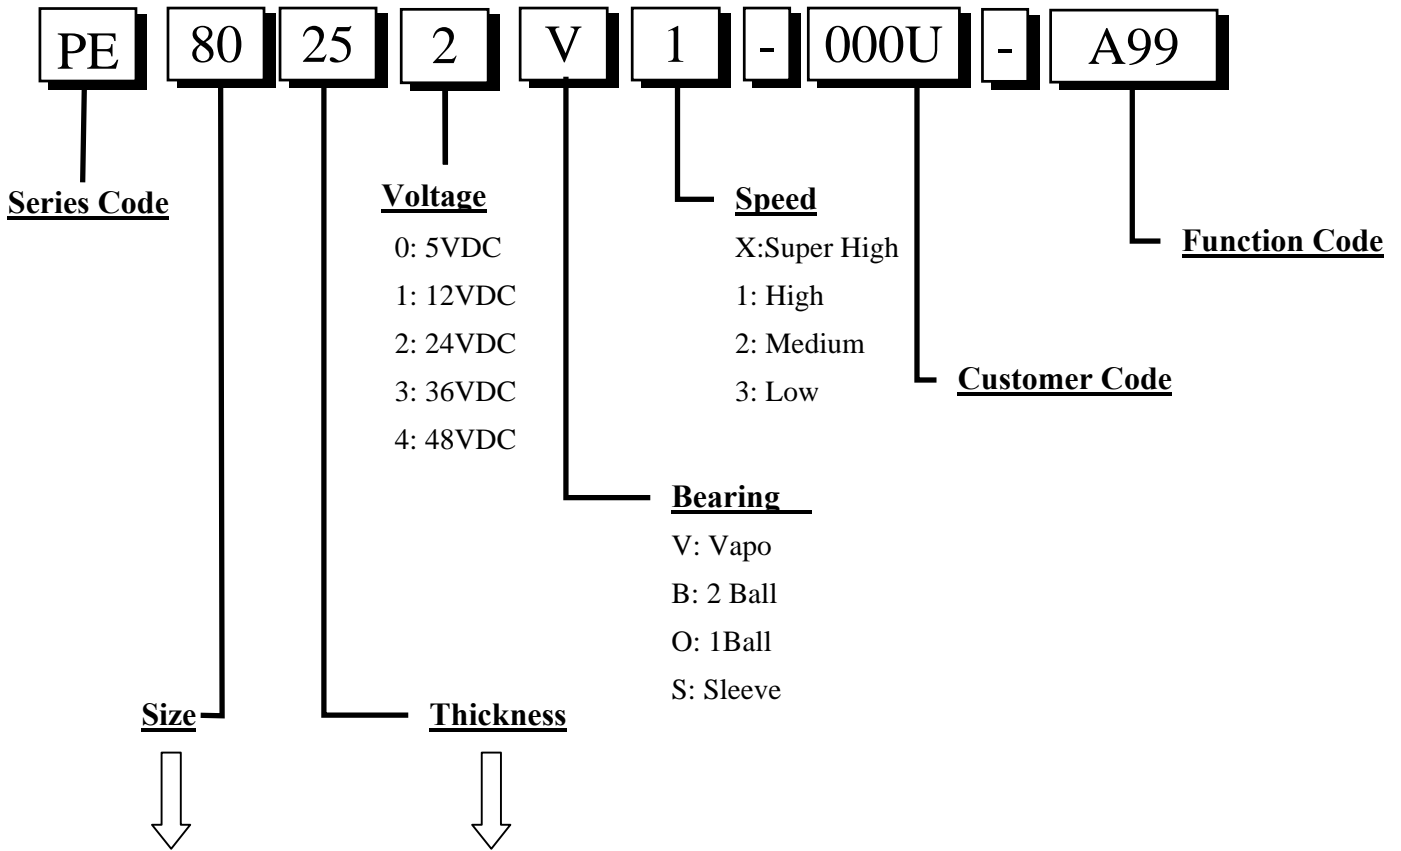 PE 80 25 2 V 1 - 000U - A99
Series Code
Voltage
0: 5VDC
1: 12VDC
2: 24VDC
3: 36VDC
4: 48VDC
Speed
X:Super High
1: High
2: Medium
3: Low
Function Code
Customer Code
Bearing
V: Vapo
B: 2 Ball
O: 1Ball
S: Sleeve
Size
Thickness